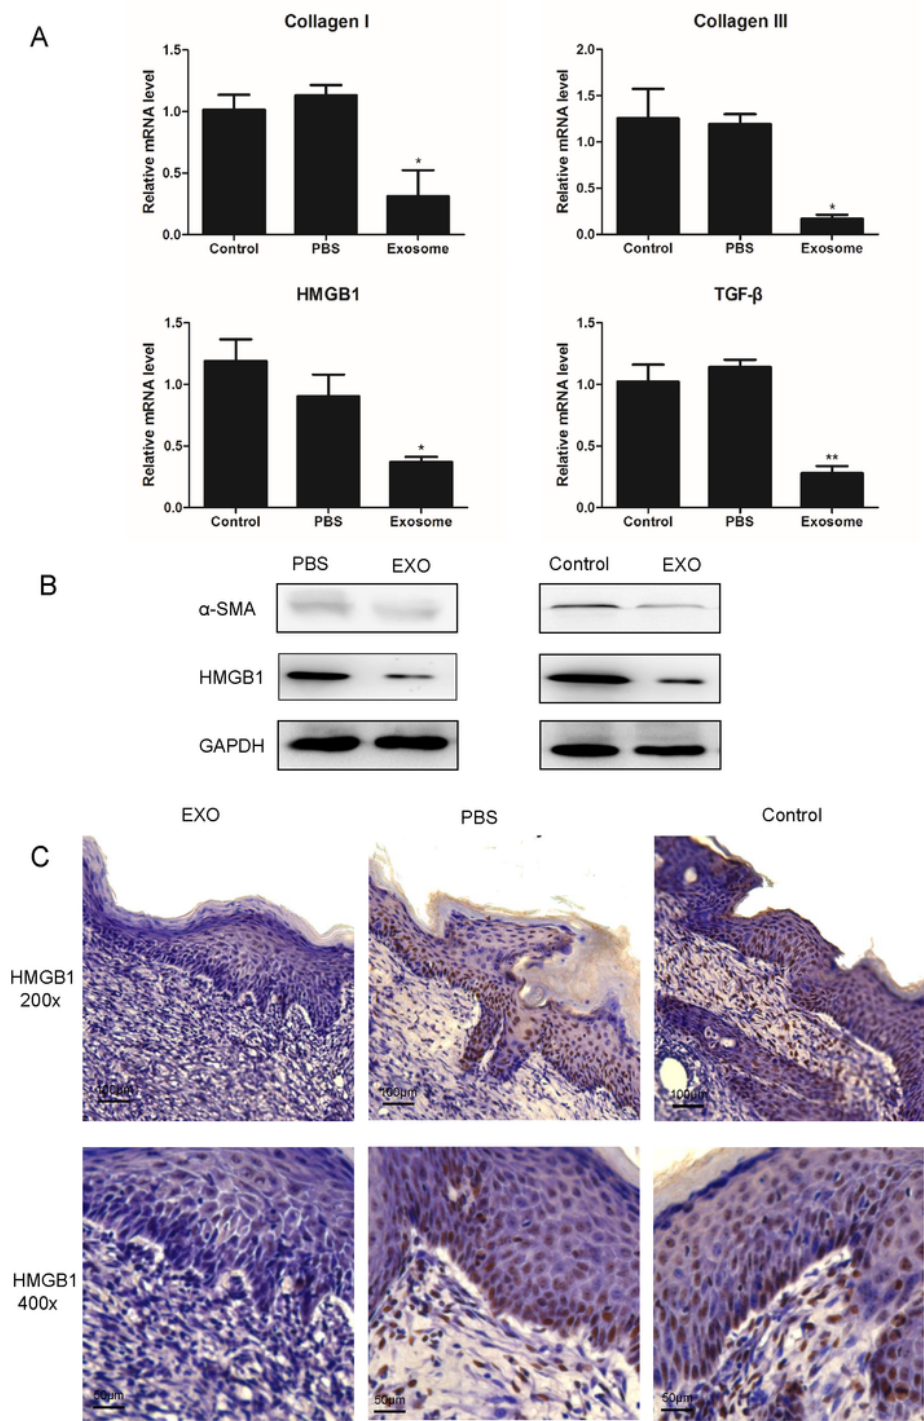 A
Collagen I
Relative mRNA level
1.5
1.0
0.5
0.0
Control PBS Exosome
*
Collagen III
Relative mRNA level
2.0
1.5
1.0
0.5
0.0
Control PBS Exosome
*
HMGB1
Relative mRNA level
1.5
1.0
0.5
0.0
Control PBS Exosome
*
TGF-β
Relative mRNA level
1.5
1.0
0.5
0.0
Control PBS Exosome
**
B
PBS EXO Control EXO
α-SMA
HMGB1
GAPDH
C
EXO PBS Control
HMGB1
200x
100μm 100μm 100μm
HMGB1
400x
50μm 50μm 50μm